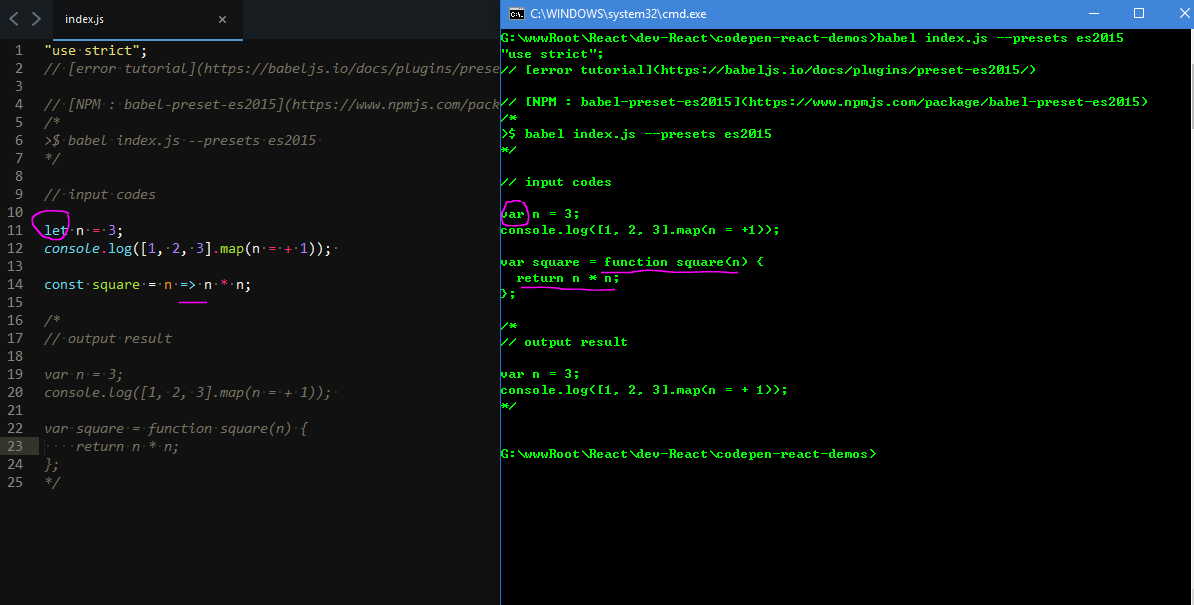 index.js ×
1 "use strict";
2 // [error tutorial](https://babeljs.io/docs/plugins/prese
3
4 // [NPM : babel-preset-es2015](https://www.npmjs.com/pack
5 /*
6 >$ babel index.js --presets es2015
7 */
8
9 // input codes
10
11 let n = 3;
12 console.log([1, 2, 3].map(n = + 1));
13
14 const square = n => n * n;
15
16 /*
17 // output result
18
19 var n = 3;
20 console.log([1, 2, 3].map(n = + 1));
21
22 var square = function square(n) {
23 return n * n;
24 };
25 */
C:\WINDOWS\system32\cmd.exe
G:\wwwRoot\React\dev-React\codepen-react-demos>babel index.js --presets es2015
"use strict";
// [error tutorial](https://babeljs.io/docs/plugins/preset-es2015/)
// [NPM : babel-preset-es2015](https://www.npmjs.com/package/babel-preset-es2015)
/*
>$ babel index.js --presets es2015
*/
// input codes
var n = 3;
console.log([1, 2, 3].map(n = +1));
var square = function square(n) {
return n * n;
};
/*
// output result
var n = 3;
console.log([1, 2, 3].map(n = + 1));
*/
G:\wwwRoot\React\dev-React\codepen-react-demos>